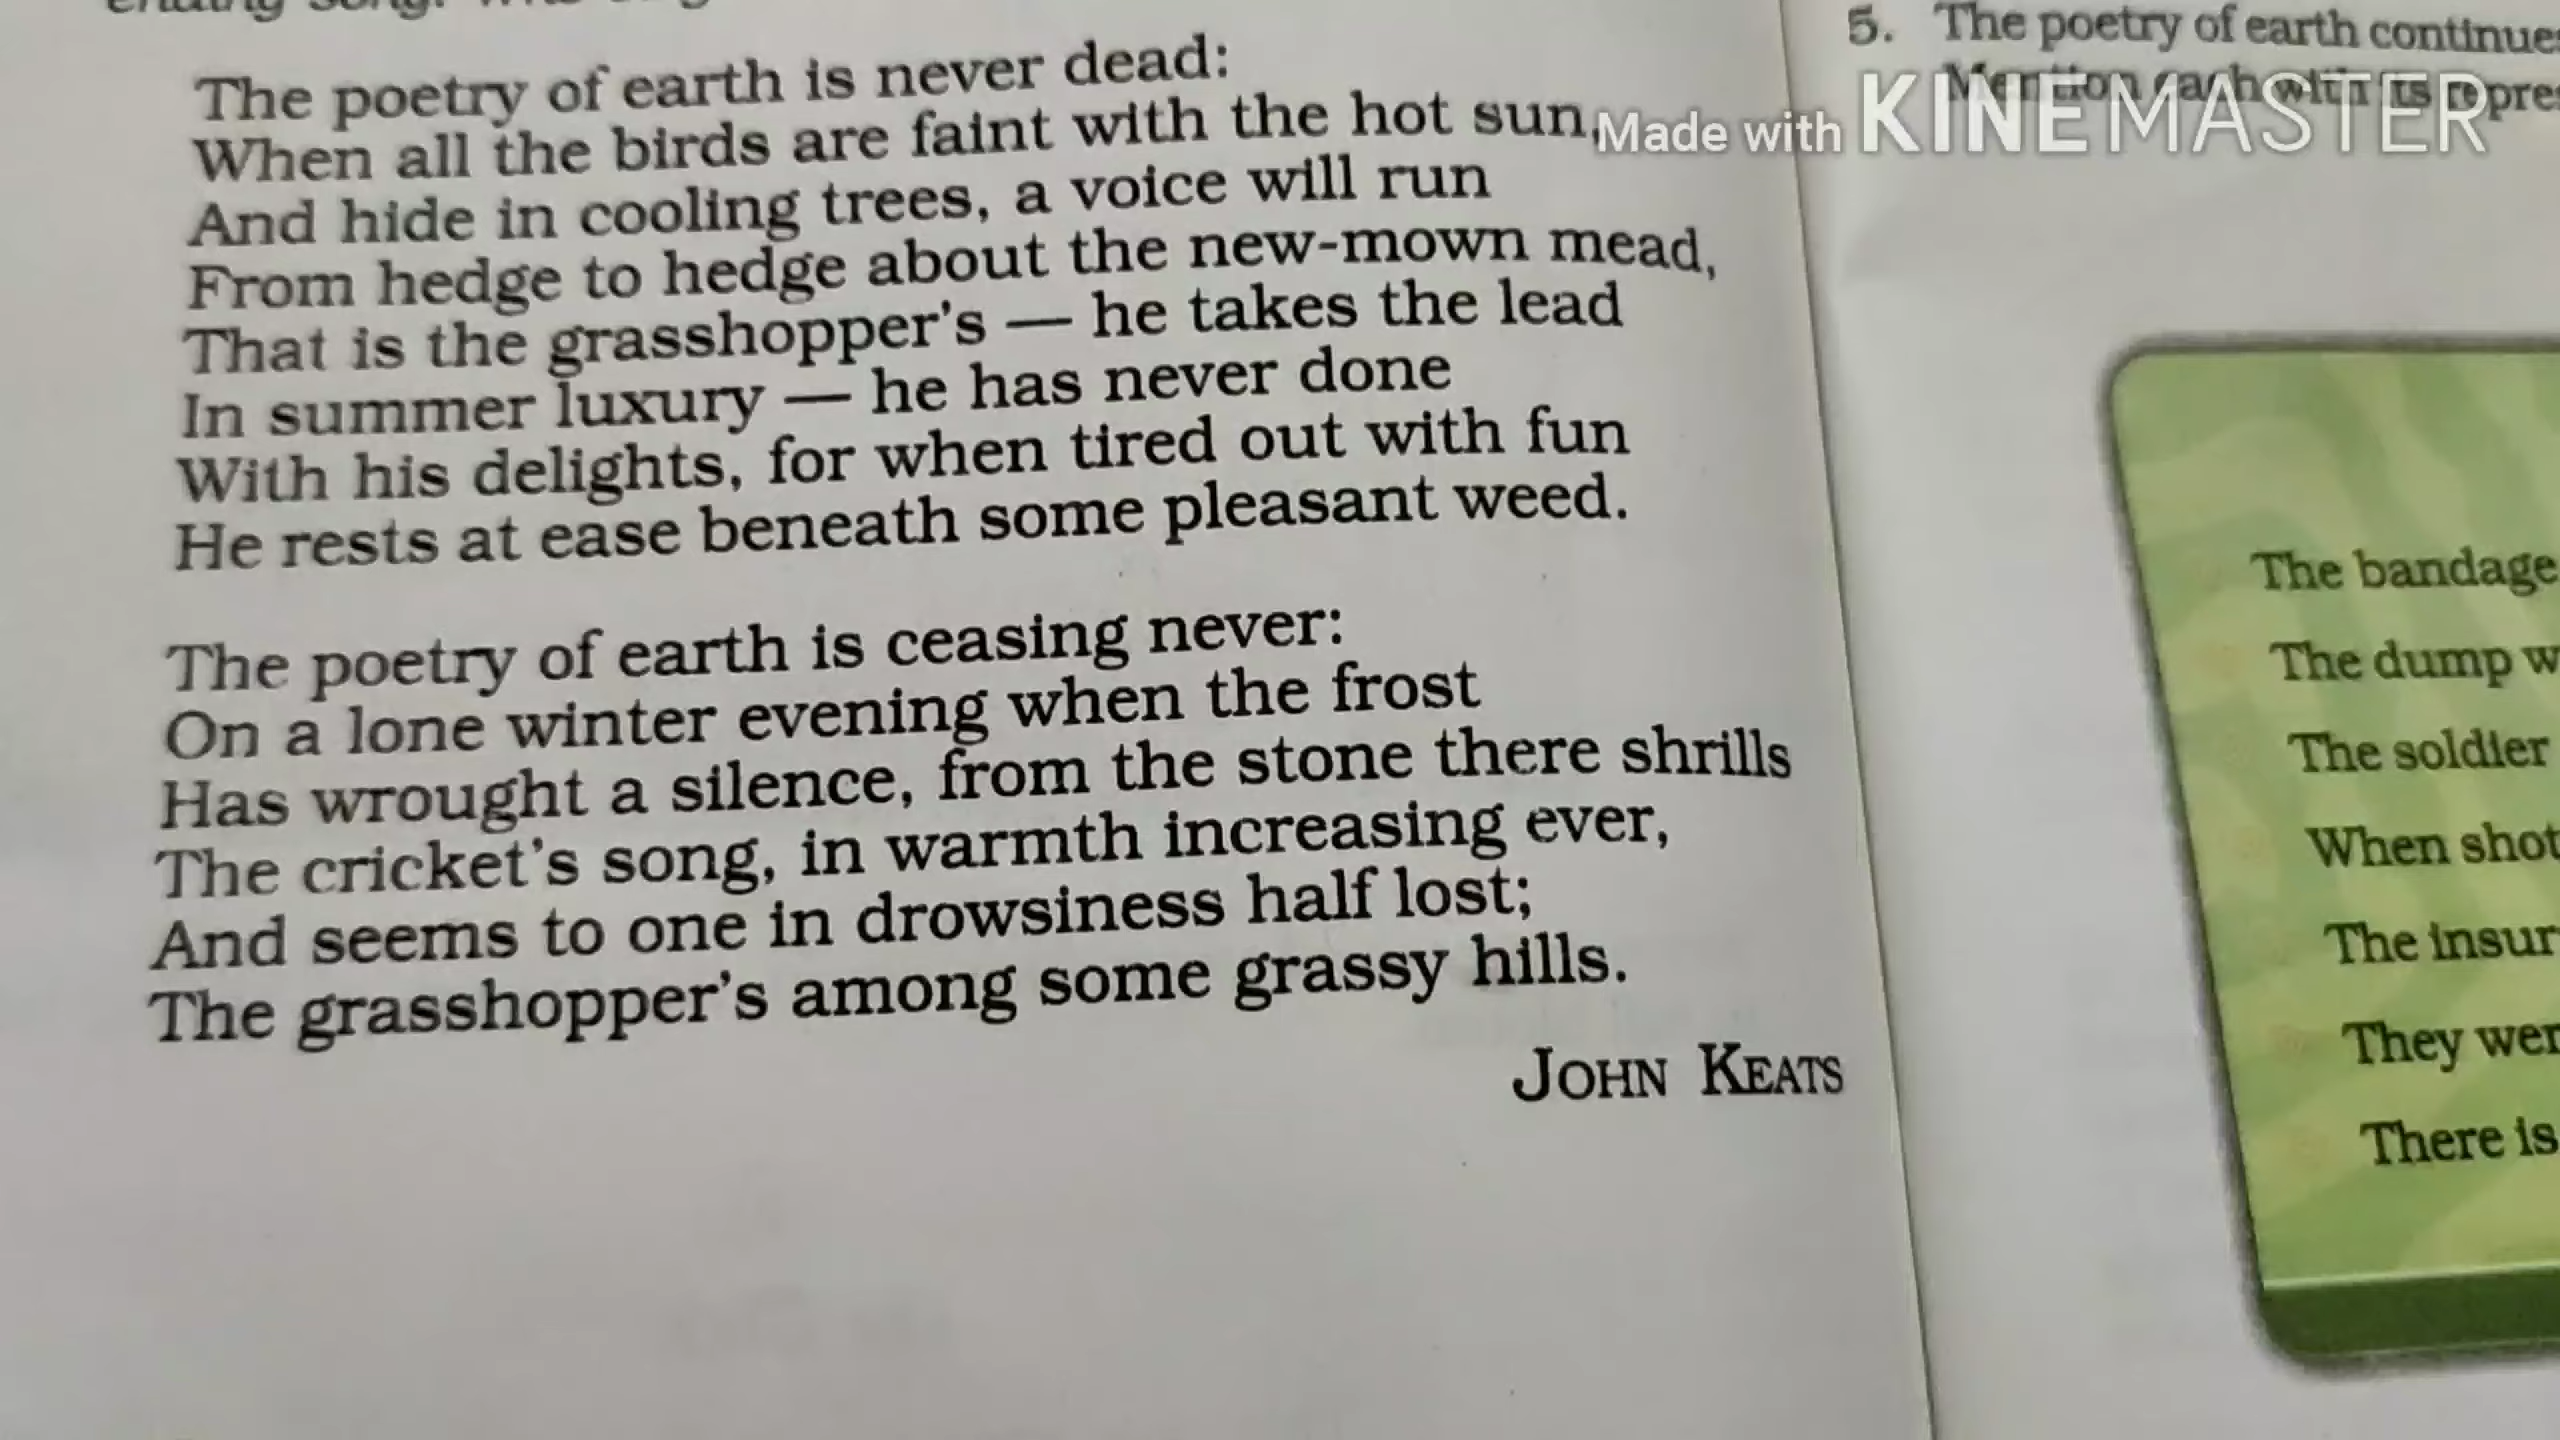 The poetry of earth is never dead:
When all the birds are faint with the hot sun,
And hide in cooling trees, a voice will run
From hedge to hedge about the new-mown mead,
That is the grasshopper's — he takes the lead
In summer luxury — he has never done
With his delights, for when tired out with fun
He rests at ease beneath some pleasant weed.
The poetry of earth is ceasing never:
On a lone winter evening when the frost
Has wrought a silence, from the stone there shrills
The cricket's song, in warmth increasing ever,
And seems to one in drowsiness half lost;
The grasshopper's among some grassy hills.
JOHN KEATS
5. The poetry of earth
Mention each with its
Made with KINEMASTER
The bandage
The dump
The soldier
When shot
The
They
There is